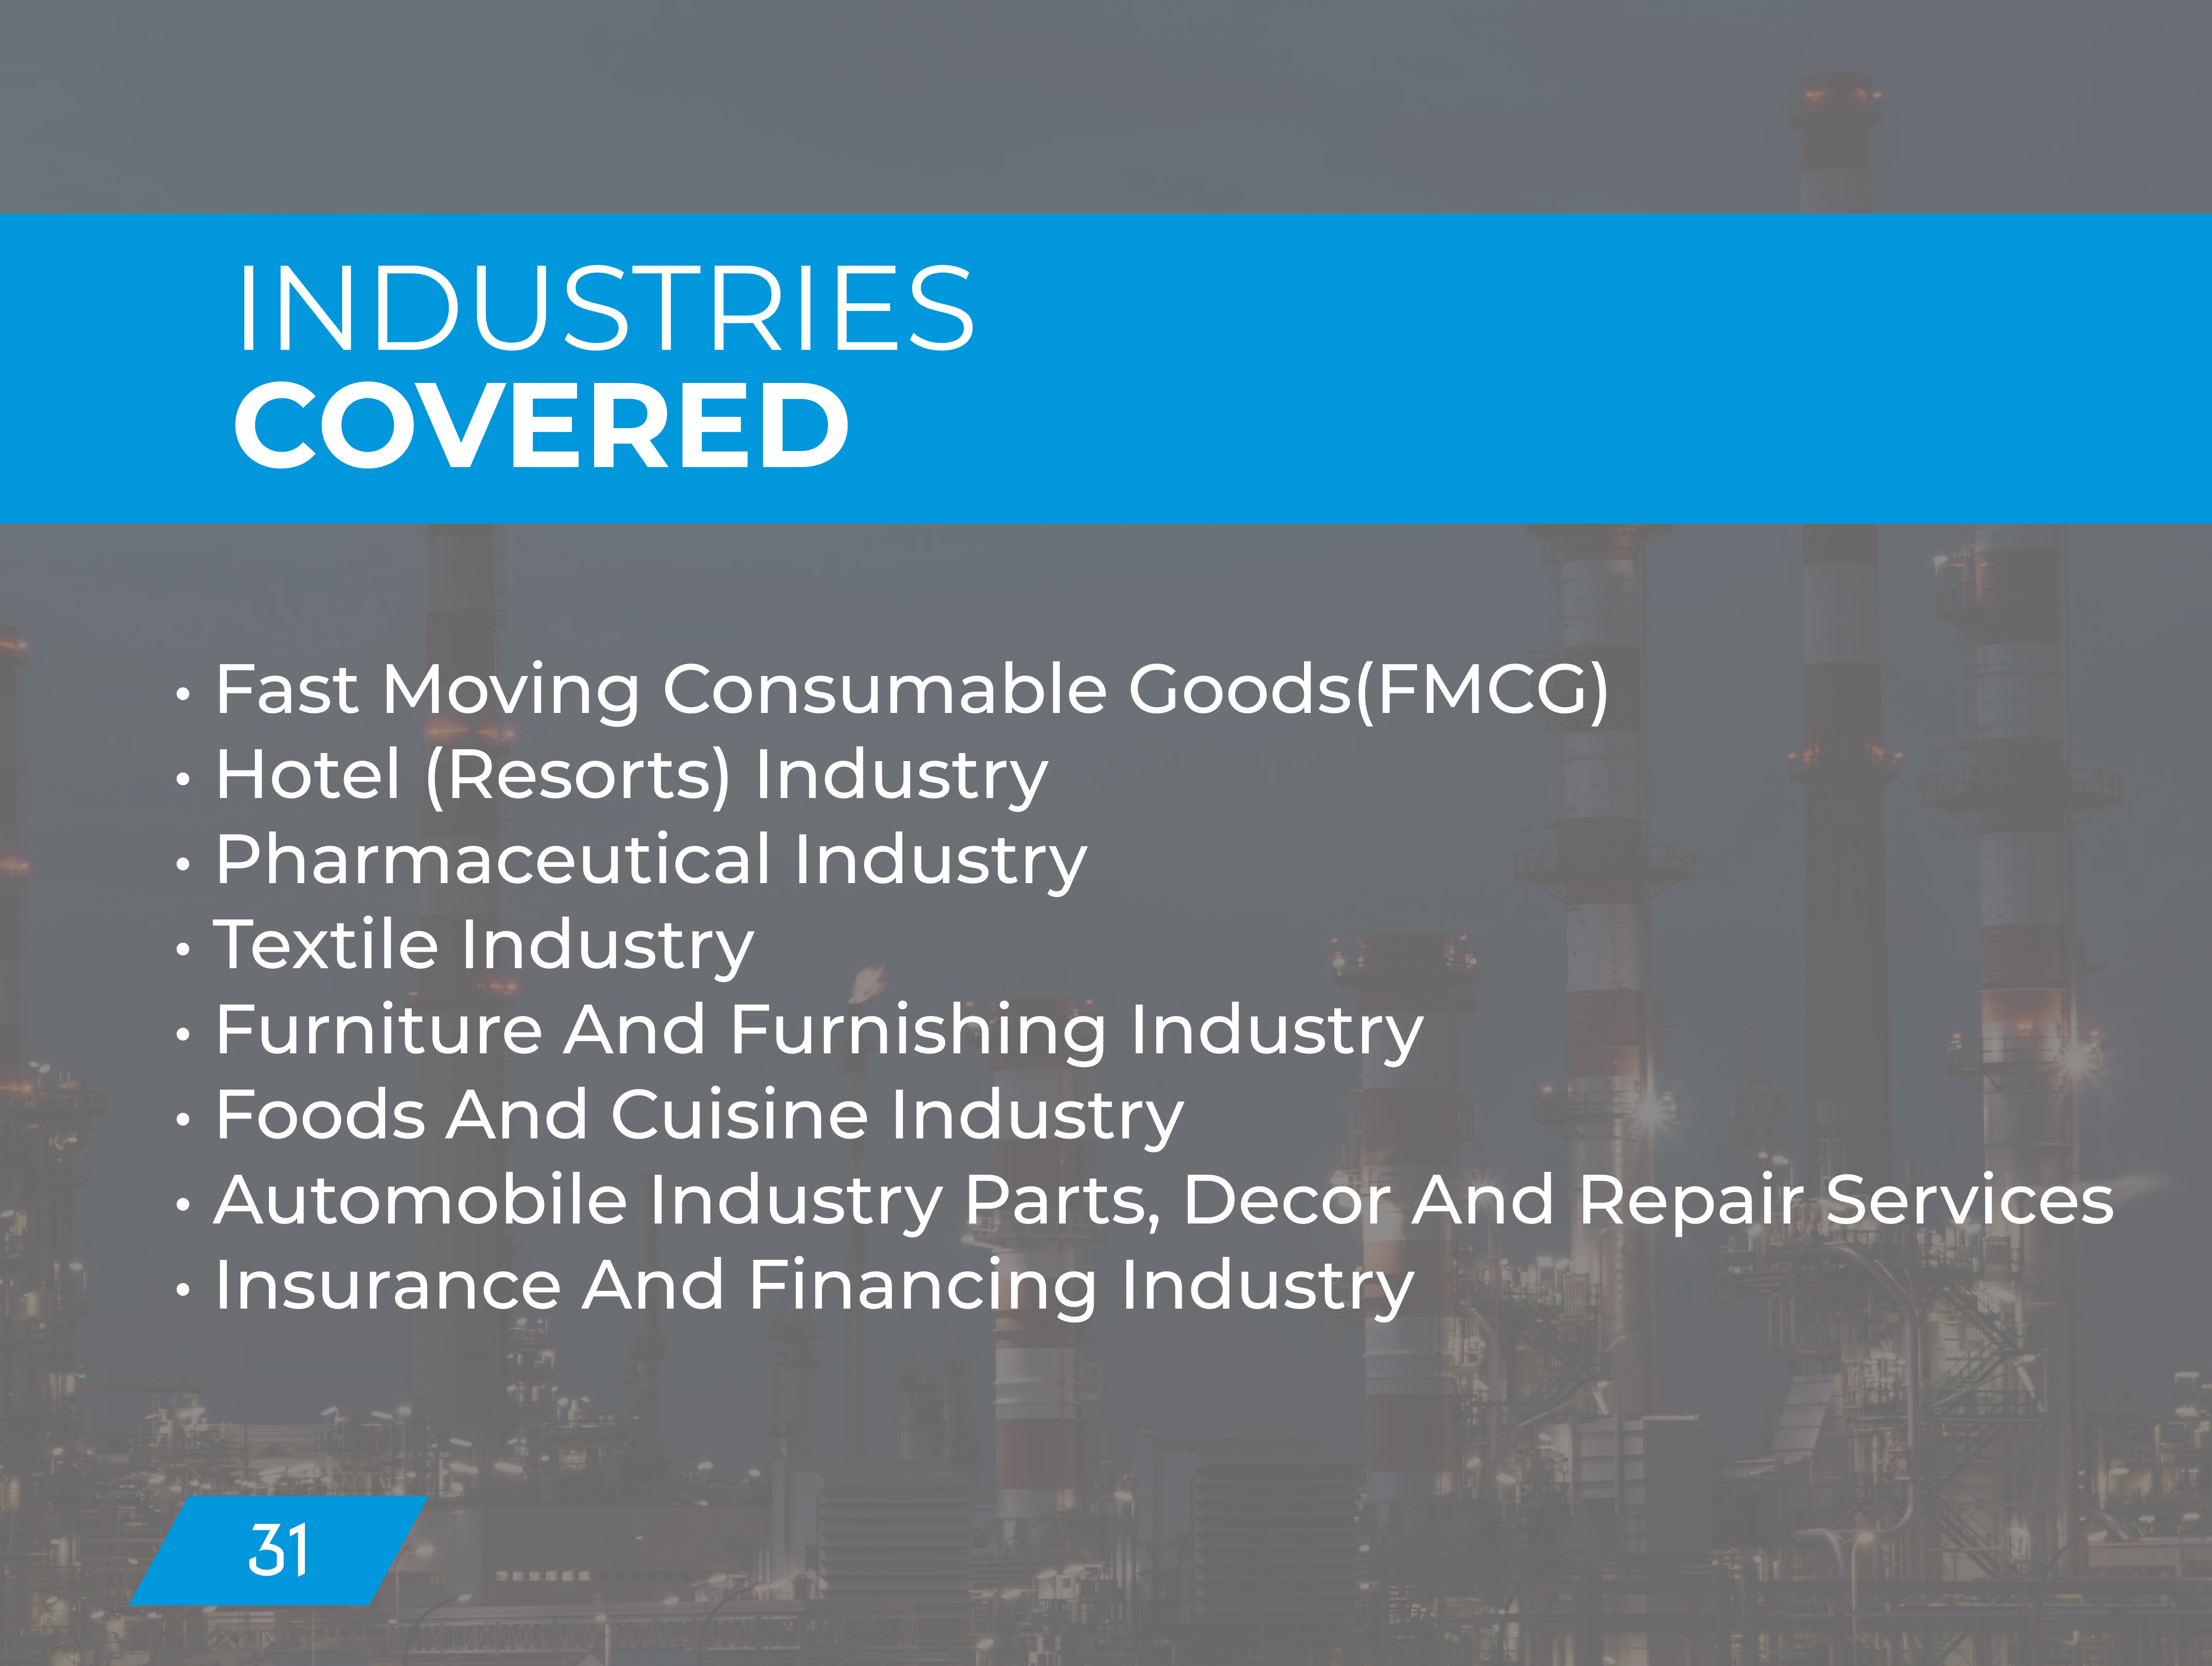 INDUSTRIES
COVERED
• Fast Moving Consumable Goods(FMCG)
• Hotel (Resorts) Industry
• Pharmaceutical Industry
• Textile Industry
• Furniture And Furnishing Industry
• Foods And Cuisine Industry
• Automobile Industry Parts, Decor And Repair Services
• Insurance And Financing Industry
31